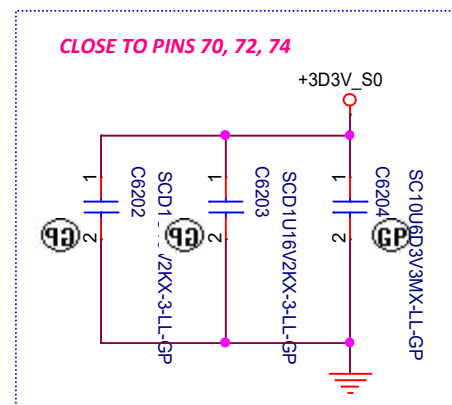 CLOSE TO PINS 70, 72, 74
+3D3V_S0
1
2
C6202
GP
1
2
C6203
SCD1U16V2KX-3-LL-GP
GP
1
2
C6204
SC10U6D3V3MX-LL-GP
GP